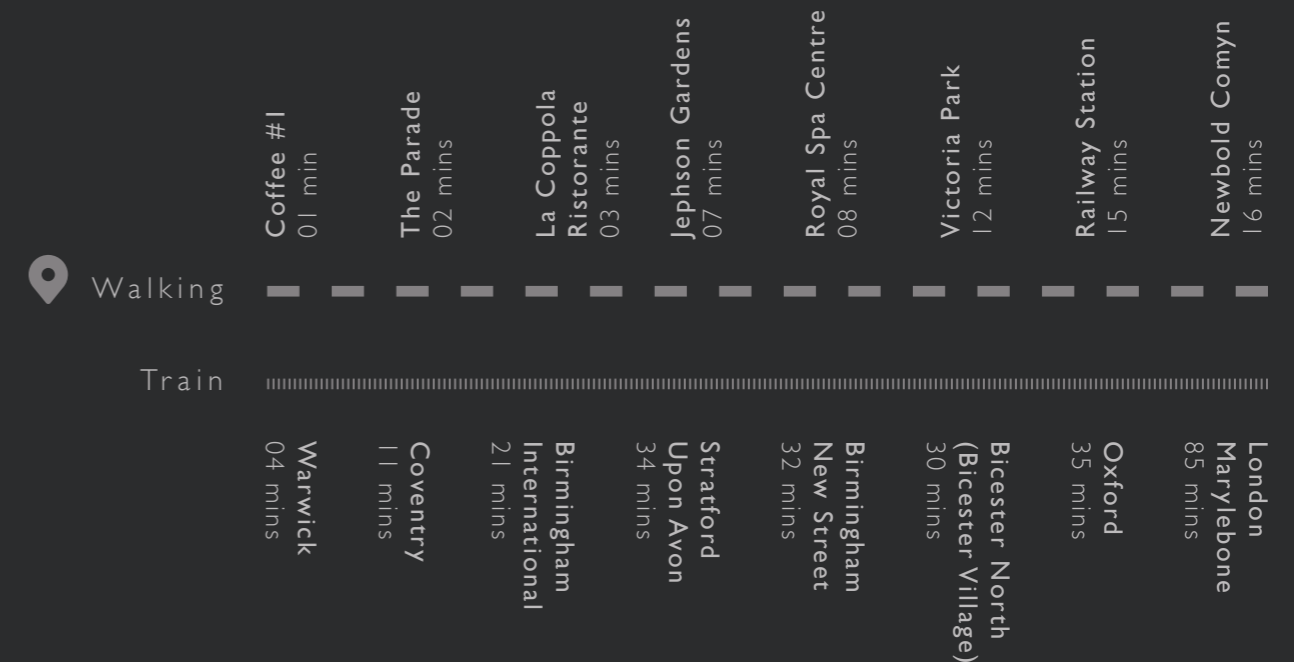 Coffee #1
01 min
The Parade
02 mins
La Coppola
Ristorante
03 mins
Jephson Gardens
07 mins
Royal Spa Centre
08 mins
Victoria Park
12 mins
Railway Station
15 mins
Newbold Comyn
16 mins
Walking
Train
Warwick
04 mins
Coventry
11 mins
Birmingham
International
21 mins
Stratford
Upon Avon
34 mins
Birmingham
New Street
32 mins
Bicester North
(Bicester Village)
30 mins
Oxford
35 mins
London
Marylebone
85 mins